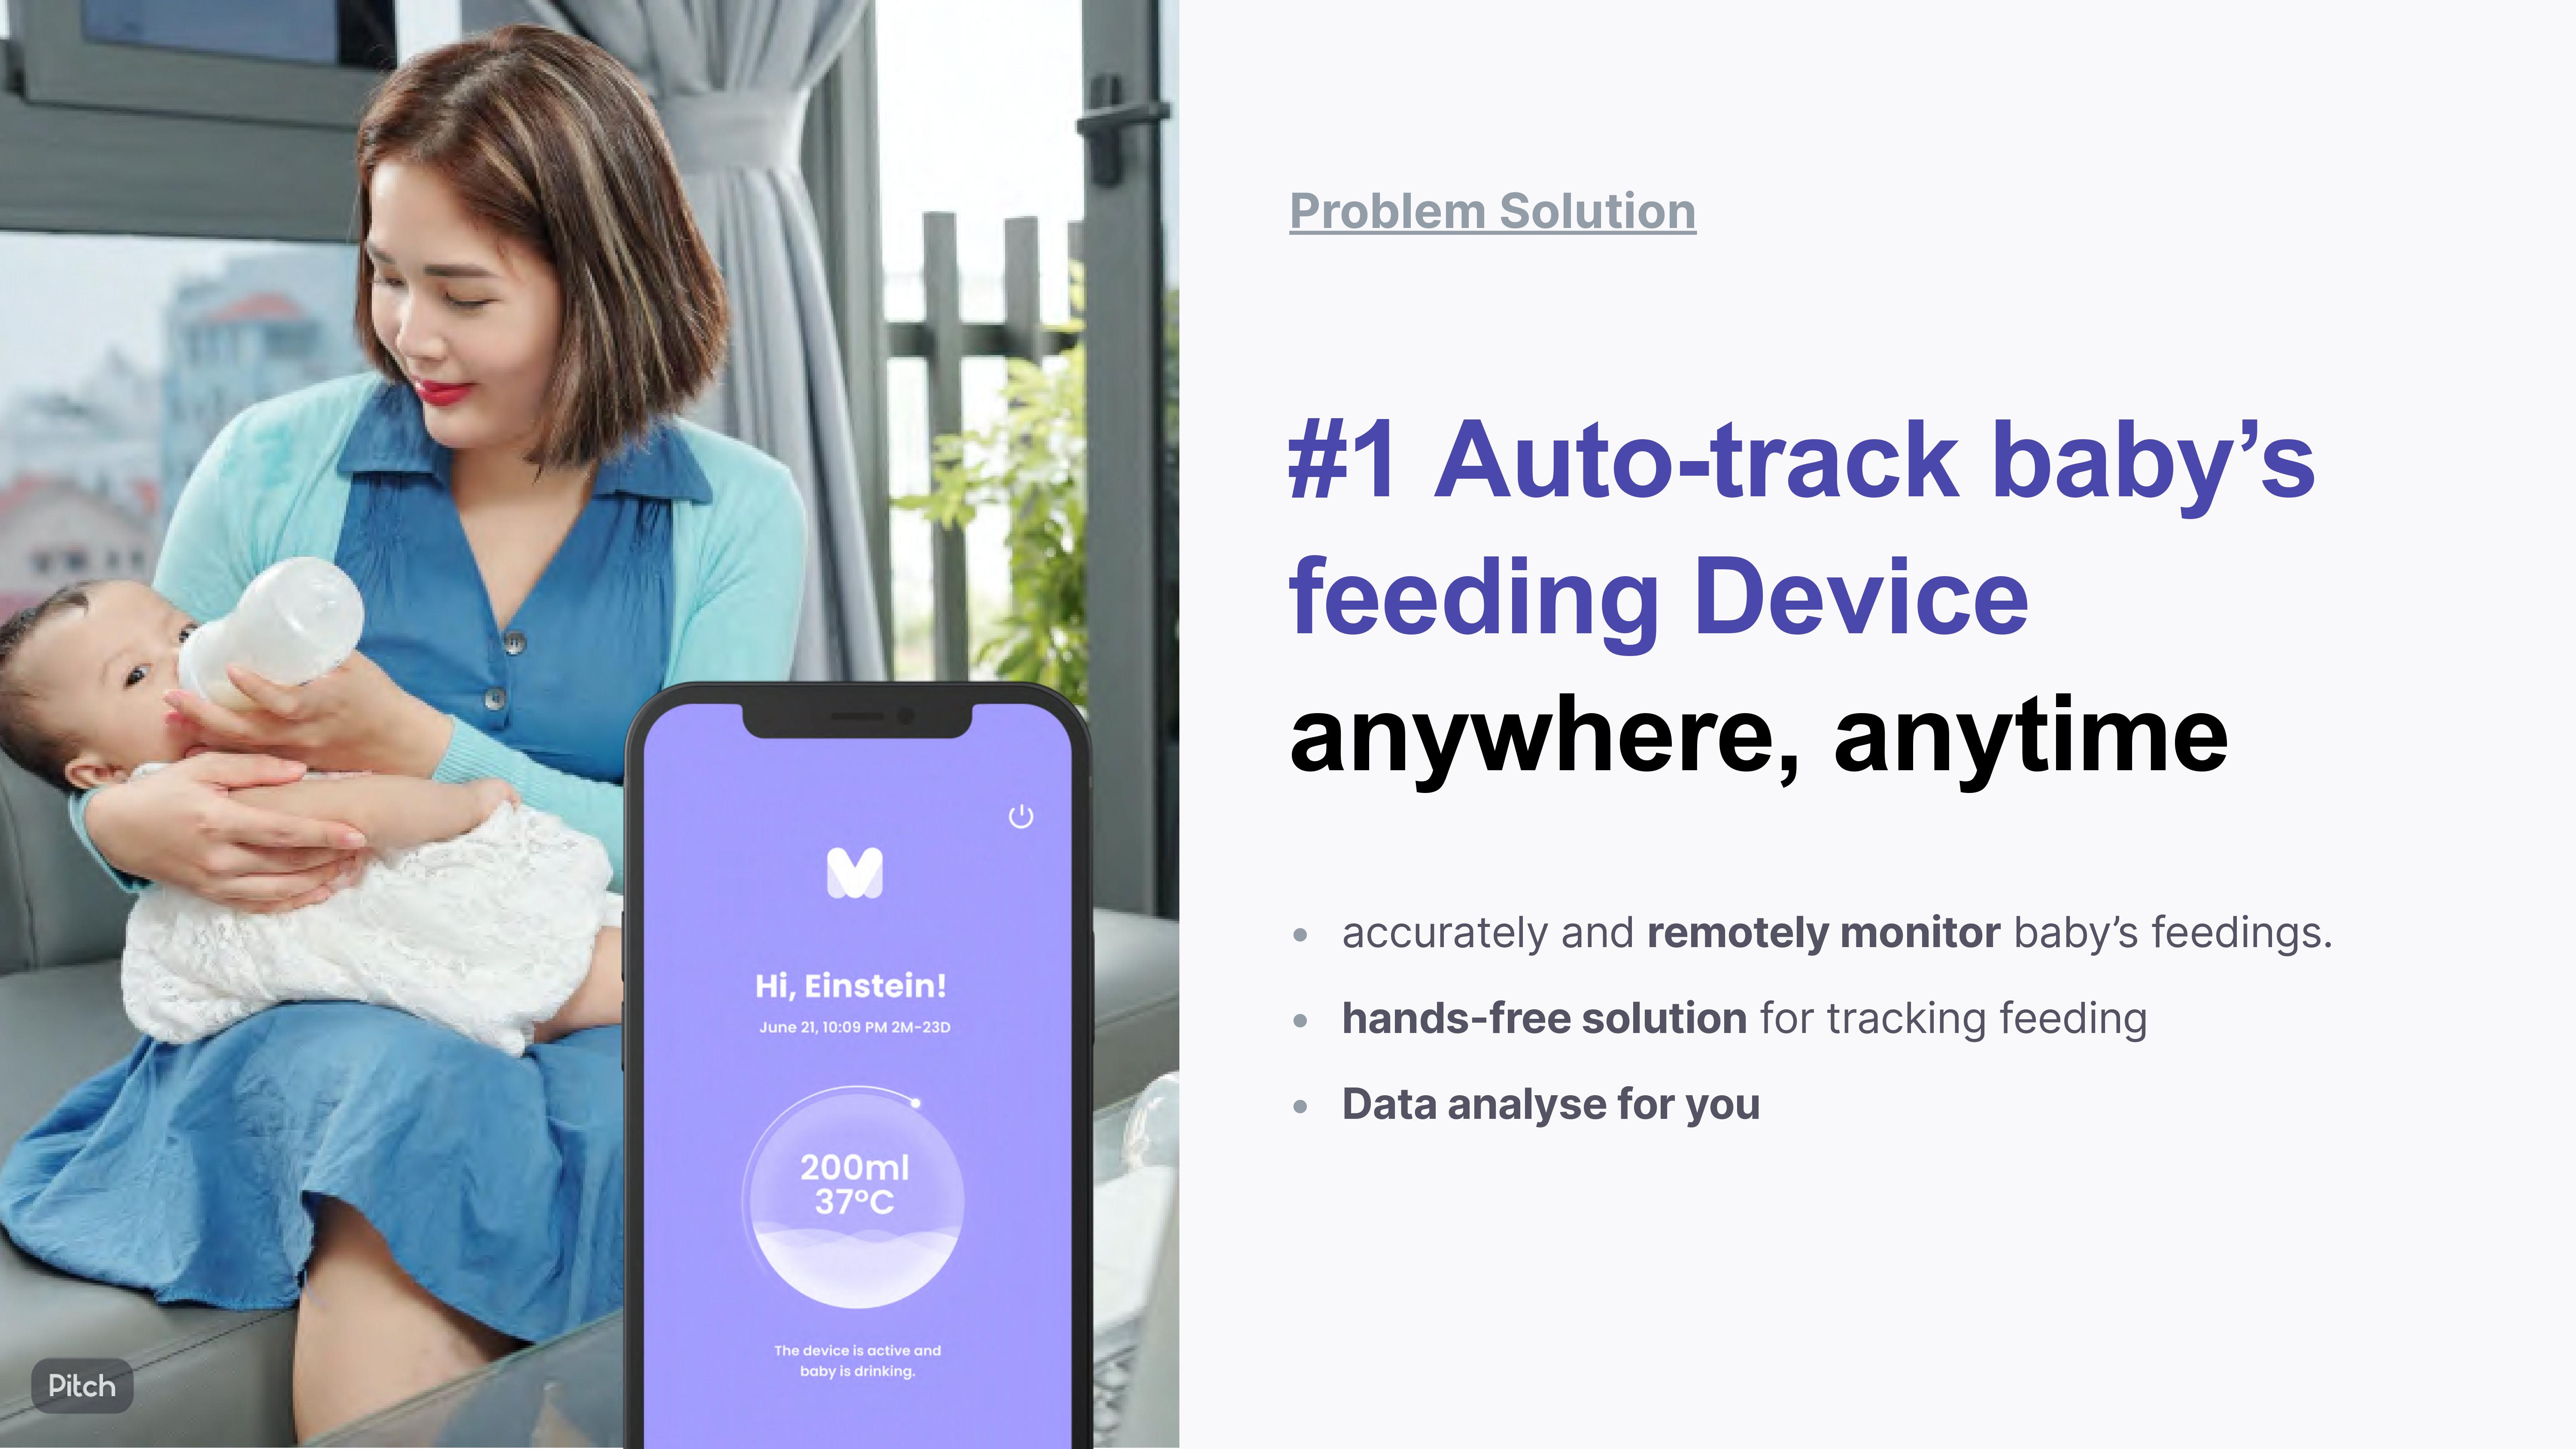 Problem Solution
#1 Auto-track baby’s
feeding Device
anywhere, anytime
• accurately and remotely monitor baby’s feedings.
• hands-free solution for tracking feeding
• Data analyse for you
Hi, Einstein!
June 21, 10:09 PM 2M-23D
200ml
37°C
The device is active and
baby is drinking.
Pitch